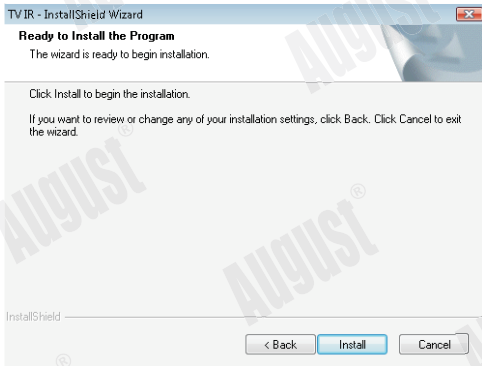 TV IR - InstallShield Wizard
Ready to Install the Program
The wizard is ready to begin installation.
Click Install to begin the installation.
If you want to review or change any of your installation settings, click Back. Click Cancel to exit
the wizard.
August®
August®
August
InstallShield
< Back Install Cancel